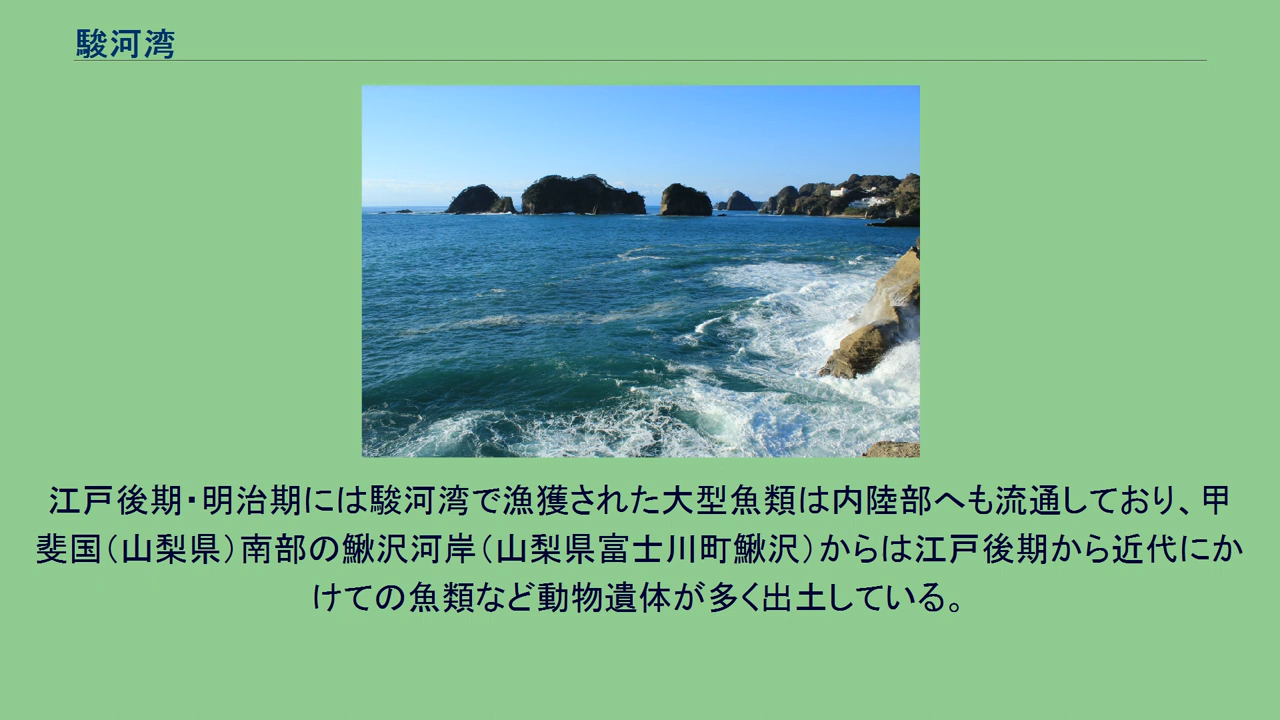 駿河湾
江戸後期・明治期には駿河湾で漁獲された大型魚類は内陸部へも流通しており、甲
斐国（山梨県）南部の鰍沢河岸（山梨県富士川町鰍沢）からは江戸後期から近代にか
けての魚類など動物遺体が多く出土している。